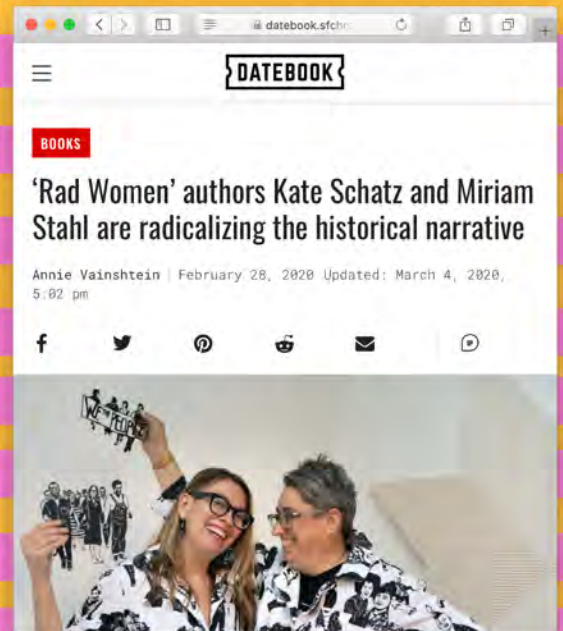 datebook.sfchr
DATEBOOK
BOOKS
‘Rad Women’ authors Kate Schatz and Miriam
Stahl are radicalizing the historical narrative
Annie Vainshtein | February 28, 2020 Updated: March 4, 2020,
5:02 pm
WE THE PEOPLE